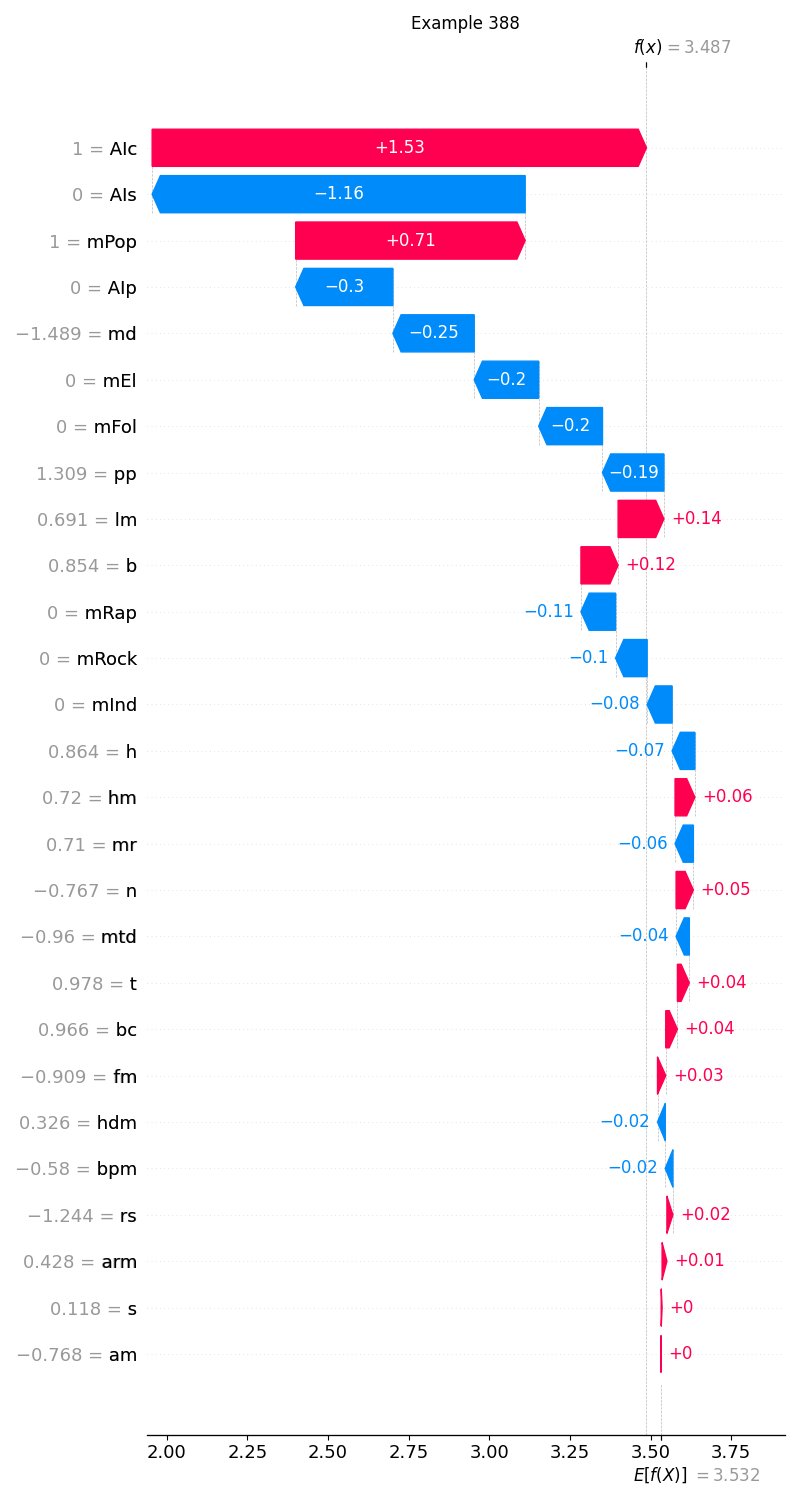 Example 388
f(x) = 3.487
1 = AIc +1.53
0 = AIs −1.16
1 = mPop +0.71
0 = AIp −0.3
−1.489 = md −0.25
0 = mEl −0.2
0 = mFol −0.2
1.309 = pp −0.19
0.691 = lm +0.14
0.854 = b +0.12
0 = mRap −0.11
0 = mRock −0.1
0 = mInd −0.08
0.864 = h −0.07
0.72 = hm +0.06
0.71 = mr −0.06
−0.767 = n +0.05
−0.96 = mtd −0.04
0.978 = t +0.04
0.966 = bc +0.04
−0.909 = fm +0.03
0.326 = hdm −0.02
−0.58 = bpm −0.02
−1.244 = rs +0.02
0.428 = arm +0.01
0.118 = s +0
−0.768 = am +0
2.00 2.25 2.50 2.75 3.00 3.25 3.50 3.75
E[f(X)] = 3.532